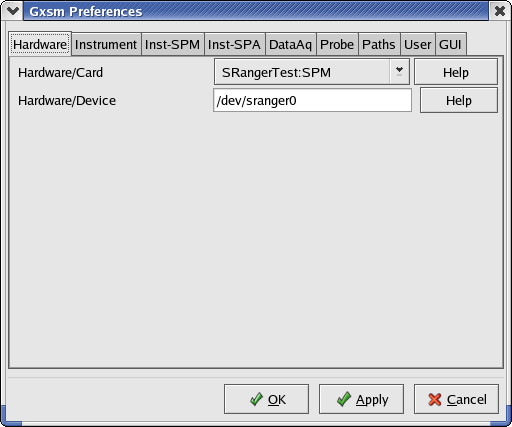 Gxsm Preferences
Hardware Instrument Inst-SPM Inst-SPA DataAq Probe Paths User GUI
Hardware/Card SRangerTest:SPM Help
Hardware/Device /dev/sranger0 Help
OK Apply Cancel